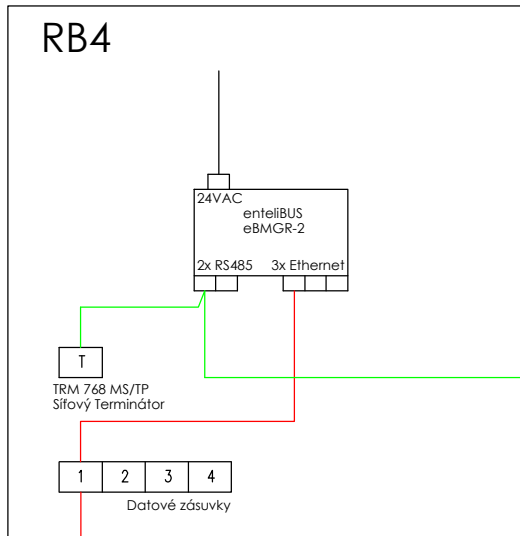 RB4
24VAC
enteliBUS
eBMGR-2
2x RS485 3x Ethernet
T
TRM 768 MS/TP
Síťový Terminátor
1 2 3 4
Datové zásuvky